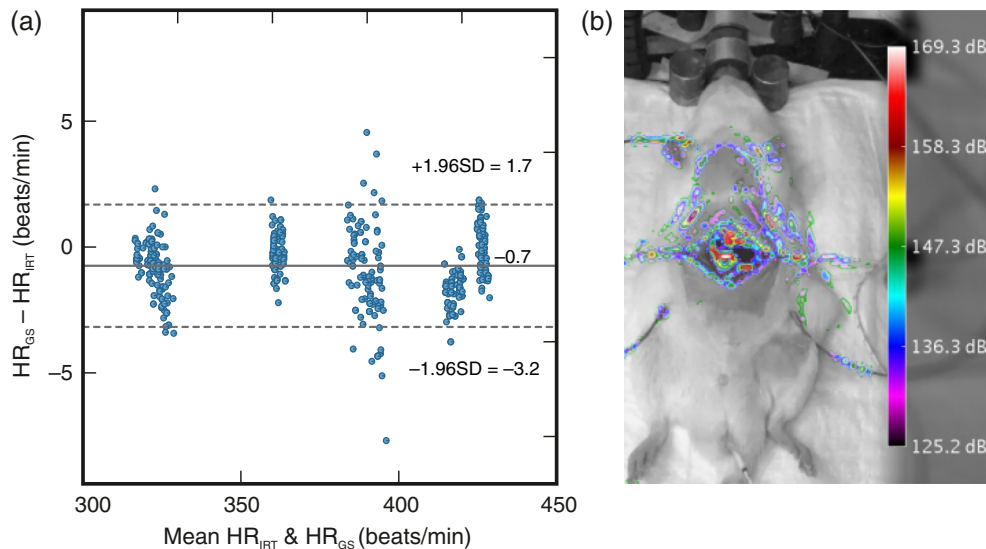 (a)
HR_GS – HR_IRT (beats/min)
5
0
–5
+1.96SD = 1.7
–0.7
–1.96SD = –3.2
300
350
400
450
Mean HR_IRT & HR_GS (beats/min)
(b)
169.3 dB
158.3 dB
147.3 dB
136.3 dB
125.2 dB